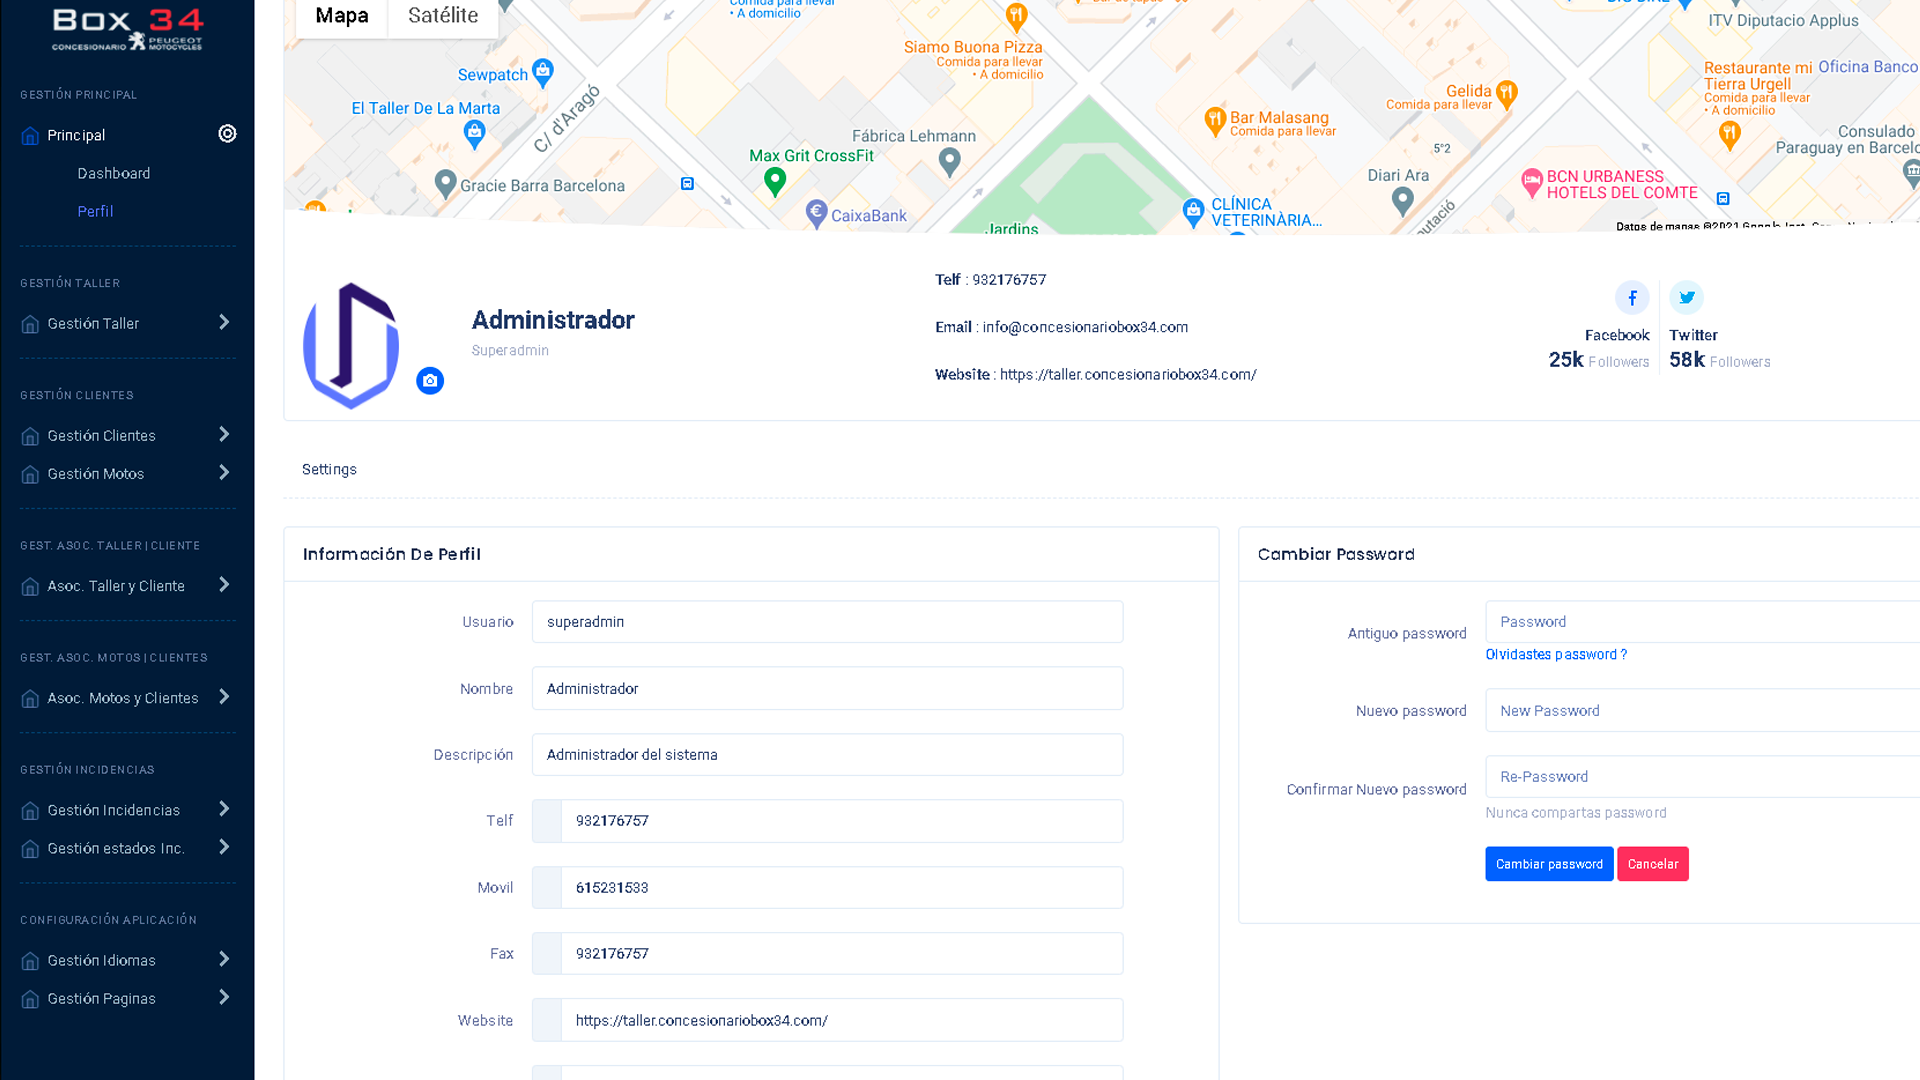 Box 34
CONCESIONARIO PEUGEOT MOTOCYCLES
GESTIÓN PRINCIPAL
Principal
Dashboard
Perfil
GESTIÓN TALLER
Gestión Taller
GESTIÓN CLIENTES
Gestión Clientes
Gestión Motos
GEST. ASOC. TALLER | CLIENTE
Asoc. Taller y Cliente
GEST. ASOC. MOTOS | CLIENTES
Asoc. Motos y Clientes
GESTIÓN INCIDENCIAS
Gestión Incidencias
Gestión estados Inc.
CONFIGURACIÓN APLICACIÓN
Gestión Idiomas
Gestión Paginas
Mapa
Satélite
Comida para llevar
• A domicilio
Siamo Buona Pizza
Comida para llevar
• A domicilio
ITV Diputacio Applus
Sewpatch
El Taller De La Marta
C/ d'Aragó
Gelida
Comida para llevar
Restaurante mi
Tierra Urgell
Comida para llevar
• A domicilio
Oficina Banco
Bar Malasang
Comida para llevar
Fábrica Lehmann
Max Grit CrossFit
5°2
Consulado
Paraguay en Barcelo
Gracie Barra Barcelona
Diari Ara
BCN URBANESS
HOTELS DEL COMTE
CaixaBank
CLÍNICA
VETERINÀRIA...
Jardins
putació
Datos de mapas ©2021
Administrador
Superadmin
Telf : 932176757
Email : info@concesionariobox34.com
Website : https://taller.concesionariobox34.com/
Facebook
25k Followers
Twitter
58k Followers
Settings
Información De Perfil
Usuario
superadmin
Nombre
Administrador
Descripción
Administrador del sistema
Telf
932176757
Movil
615231533
Fax
932176757
Website
https://taller.concesionariobox34.com/
Cambiar Password
Antiguo password
Password
Olvidastes password ?
Nuevo password
New Password
Confirmar Nuevo password
Re-Password
Nunca compartas password
Cambiar password
Cancelar